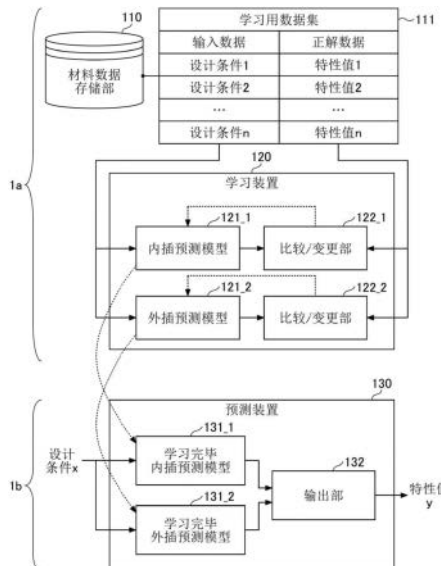 110
111
学习用数据集
输入数据 正解数据
材料数据
存储部
设计条件1 特性值1
设计条件2 特性值2
... ...
设计条件n 特性值n
1a
120
学习装置
121_1 122_1
内插预测模型 比较/变更部
121_2 122_2
外插预测模型 比较/变更部
130
预测装置
131_1
设计
条件x
学习完毕
内插预测模型
132
1b
输出部
特性值
y
131_2
学习完毕
外插预测模型